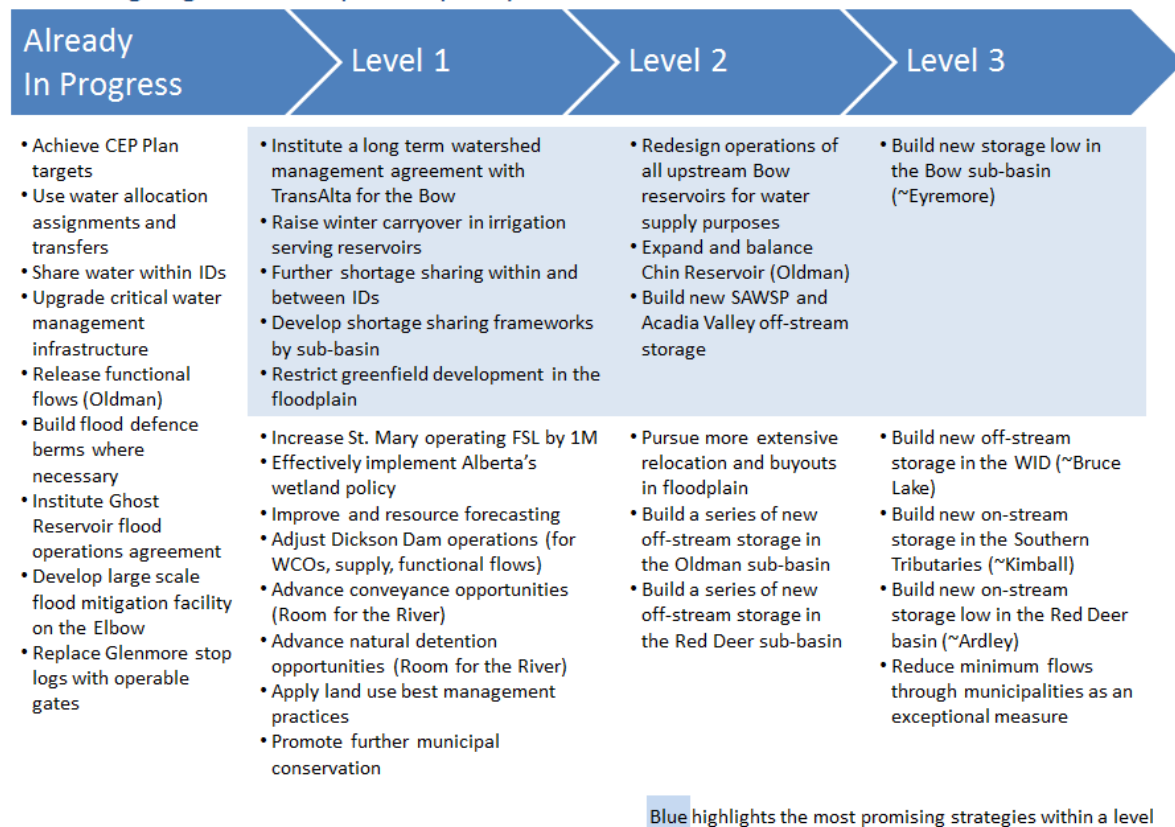 Already
In Progress
Level 1
Level 2
Level 3
• Achieve CEP Plan
targets
• Use water allocation
assignments and
transfers
• Share water within IDs
• Upgrade critical water
management
infrastructure
• Release functional
flows (Oldman)
• Build flood defence
berms where
necessary
• Institute Ghost
Reservoir flood
operations agreement
• Develop large scale
flood mitigation facility
on the Elbow
• Replace Glenmore stop
logs with operable
gates
• Institute a long term watershed
management agreement with
TransAlta for the Bow
• Raise winter carryover in irrigation
serving reservoirs
• Further shortage sharing within and
between IDs
• Develop shortage sharing frameworks
by sub-basin
• Restrict greenfield development in the
floodplain
• Increase St. Mary operating FSL by 1M
• Effectively implement Alberta's
wetland policy
• Improve and resource forecasting
• Adjust Dickson Dam operations (for
WCOs, supply, functional flows)
• Advance conveyance opportunities
(Room for the River)
• Advance natural detention
opportunities (Room for the River)
• Apply land use best management
practices
• Promote further municipal
conservation
• Redesign operations of
all upstream Bow
reservoirs for water
supply purposes
• Expand and balance
Chin Reservoir (Oldman)
• Build new SAWSP and
Acadia Valley off-stream
storage
• Pursue more extensive
relocation and buyouts
in floodplain
• Build a series of new
off-stream storage in
the Oldman sub-basin
• Build a series of new
off-stream storage in
the Red Deer sub-basin
• Build new storage low in
the Bow sub-basin
(~Eyremore)
• Build new off-stream
storage in the WID (~Bruce
Lake)
• Build new on-stream
storage in the Southern
Tributaries (~Kimball)
• Build new on-stream
storage low in the Red Deer
basin (~Ardley)
• Reduce minimum flows
through municipalities as an
exceptional measure
Blue highlights the most promising strategies within a level